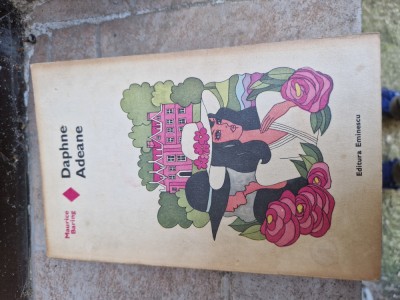 Maurice
Baring
Daphne
Adeane
Editura Eminescu